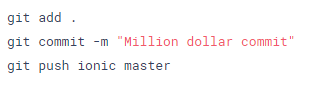 git add .
git commit -m "Million dollar commit"
git push ionic master